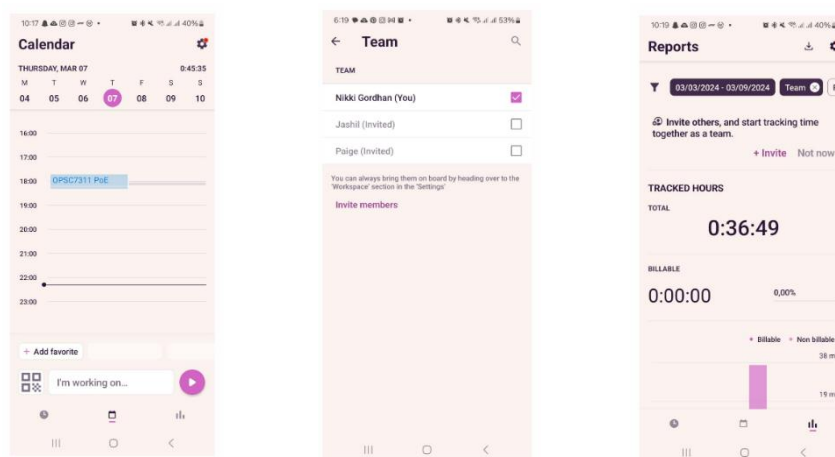 10:17 40%
Calendar
THURSDAY, MAR 07 0:45:35
M T W T F S S
04 05 06 07 08 09 10
16:00
17:00
18:00 OPSC7311 PoE
19:00
20:00
21:00
22:00
23:00
+ Add favorite
I'm working on...
6:19 53%
Team
TEAM
Nikki Gordhan (You)
Jashil (Invited)
Paige (Invited)
You can always bring them on board by heading over to the
'Workspace' section in the 'Settings'
Invite members
10:19 40%
Reports
03/03/2024 - 03/09/2024 Team
Invite others, and start tracking time
together as a team.
+ Invite Not now
TRACKED HOURS
TOTAL
0:36:49
BILLABLE
0:00:00 0,00%
Billable Non billable
38 m
19 m